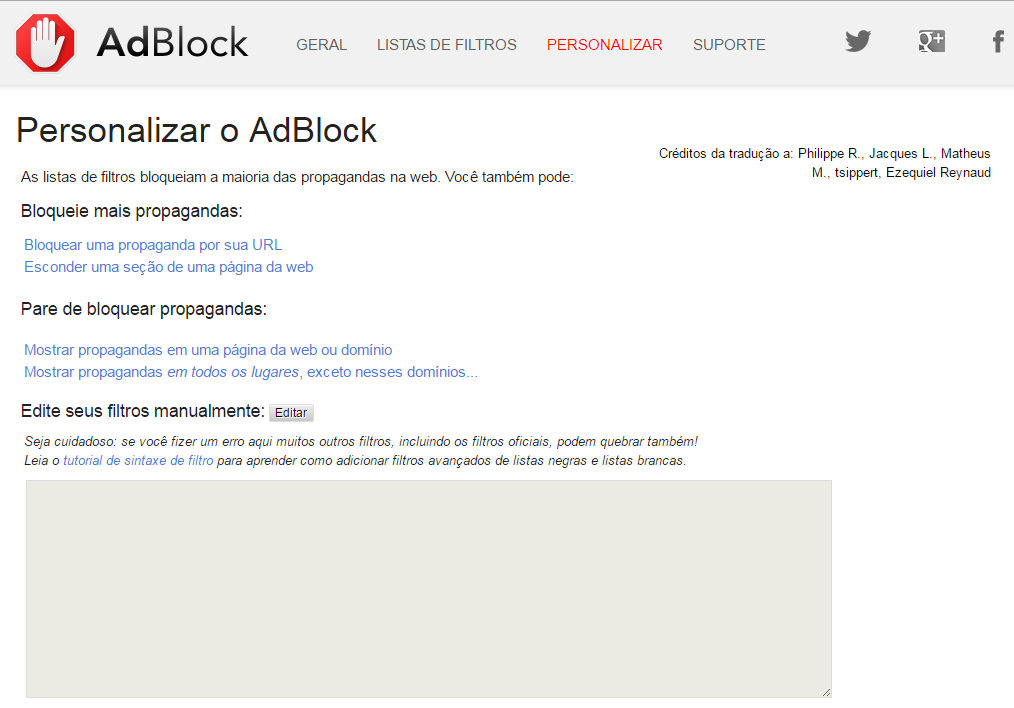 AdBlock
GERAL LISTAS DE FILTROS PERSONALIZAR SUPORTE
g+ f
Personalizar o AdBlock
Créditos da tradução a: Philippe R., Jacques L., Matheus
M., tsippert, Ezequiel Reynaud
As listas de filtros bloqueiam a maioria das propagandas na web. Você também pode:
Bloqueie mais propagandas:
Bloquear uma propaganda por sua URL
Esconder uma seção de uma página da web
Pare de bloquear propagandas:
Mostrar propagandas em uma página da web ou domínio
Mostrar propagandas em todos os lugares, exceto nesses domínios...
Edite seus filtros manualmente: Editar
Seja cuidadoso: se você fizer um erro aqui muitos outros filtros, incluindo os filtros oficiais, podem quebrar também!
Leia o tutorial de sintaxe de filtro para aprender como adicionar filtros avançados de listas negras e listas brancas.